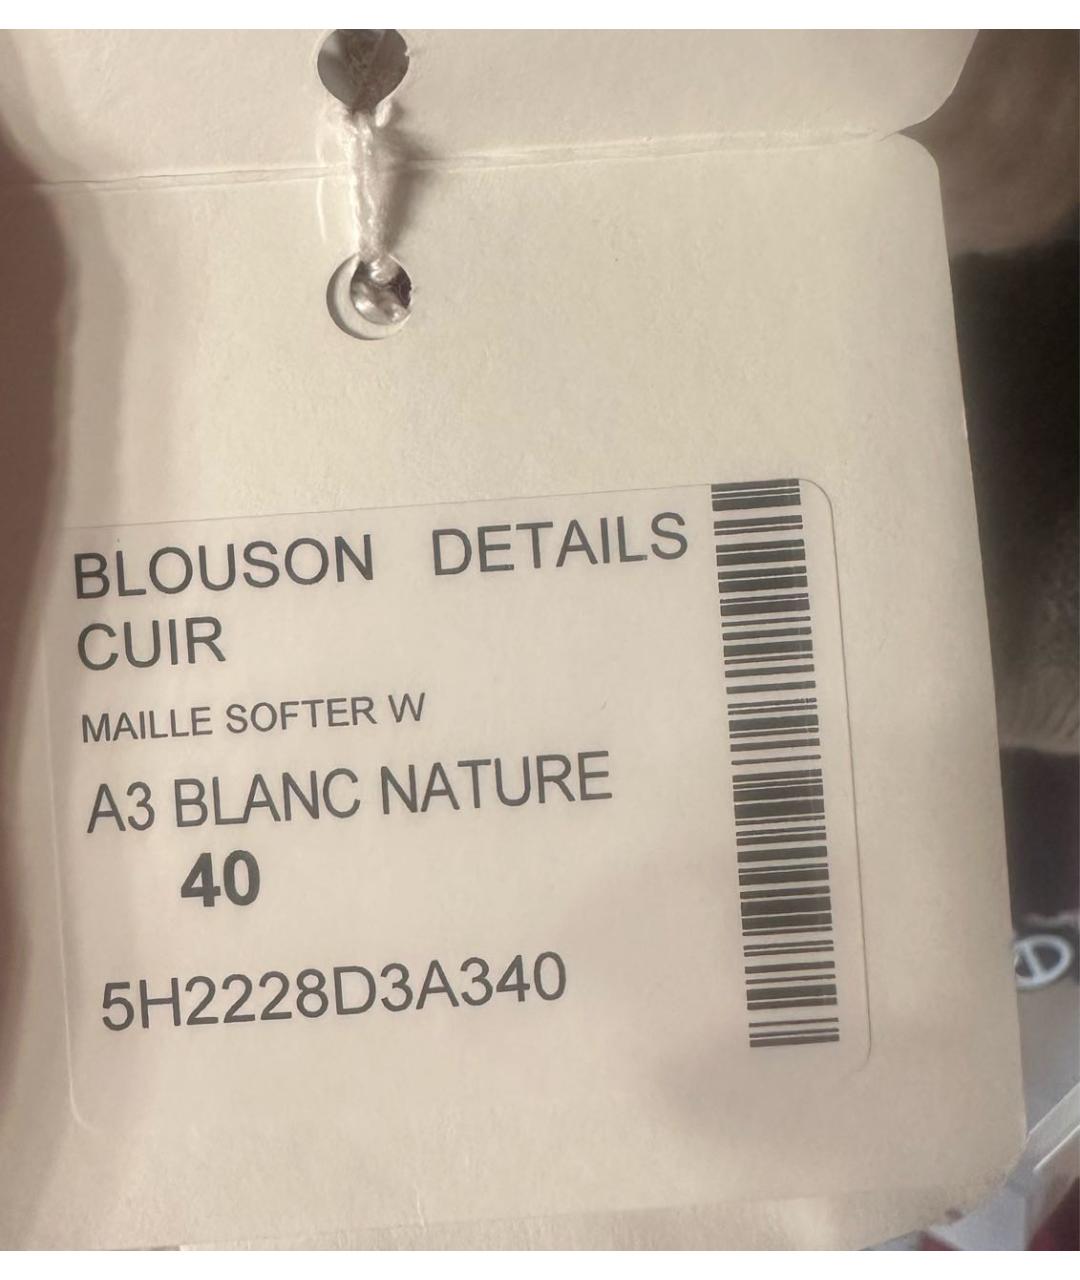 BLOUSON DETAILS
CUIR
MAILLE SOFTER W
A3 BLANC NATURE
40
5H2228D3A340